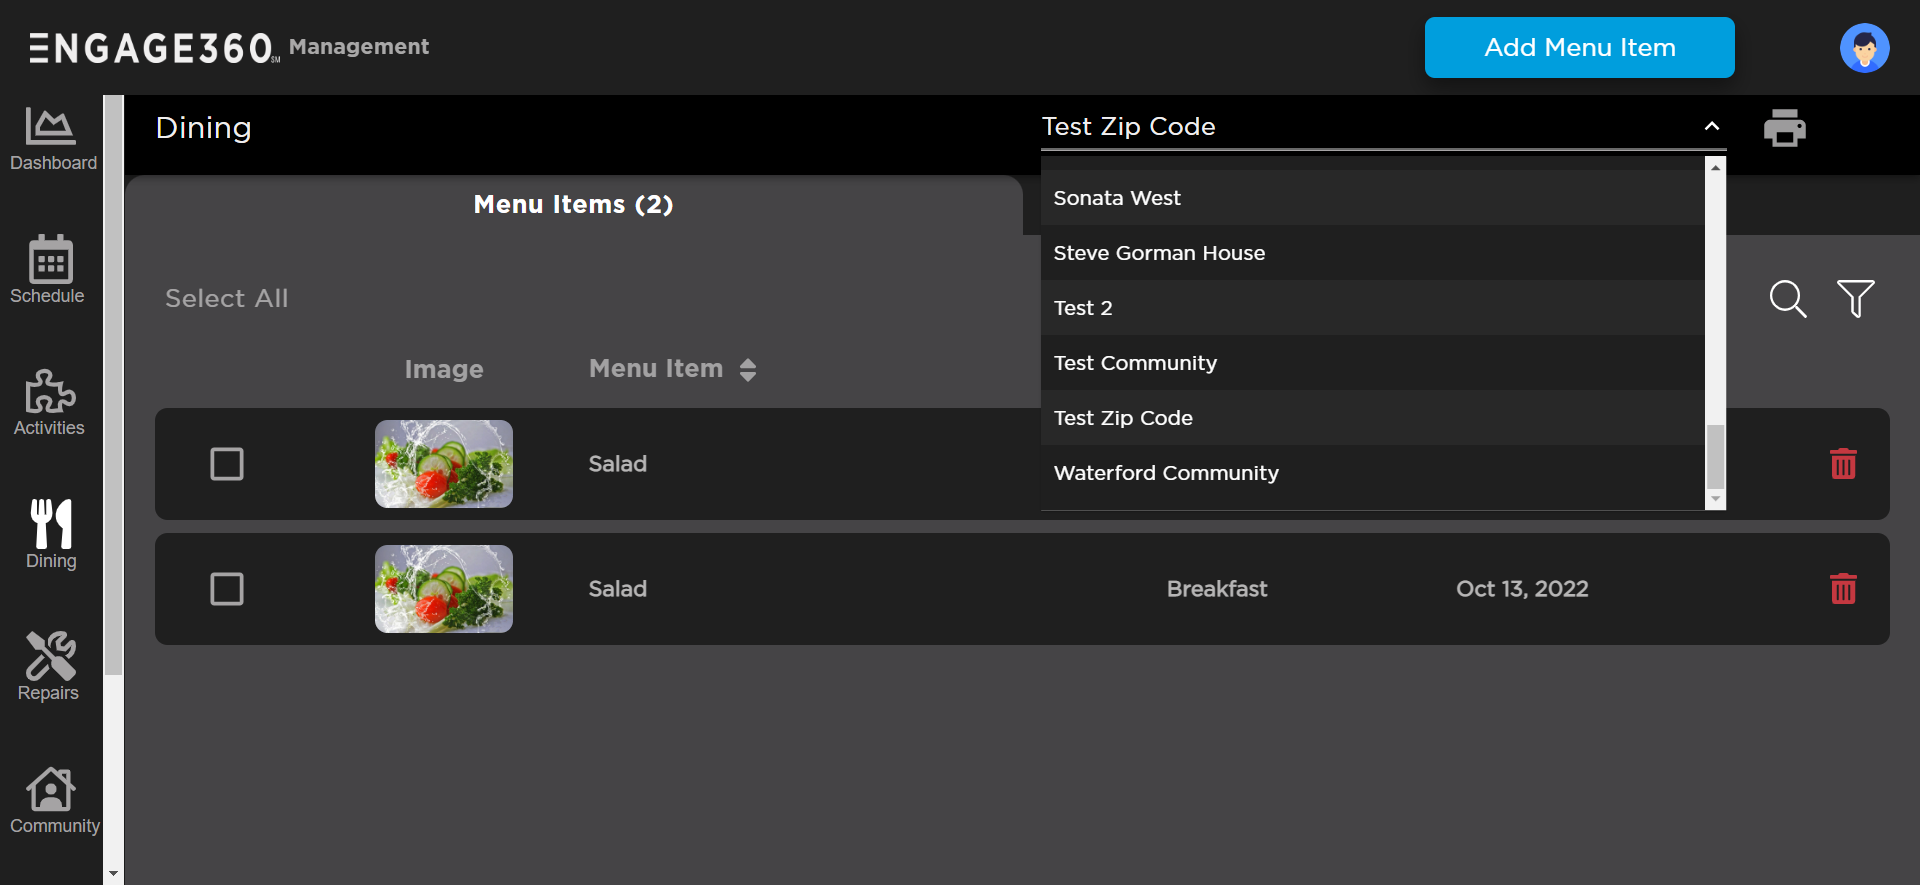 ENGAGE360 SM Management
Add Menu Item
Dashboard
Schedule
Activities
Dining
Repairs
Community
Dining
Test Zip Code
Sonata West
Steve Gorman House
Test 2
Test Community
Test Zip Code
Waterford Community
Menu Items (2)
Select All
Image Menu Item
Salad
Salad Breakfast Oct 13, 2022